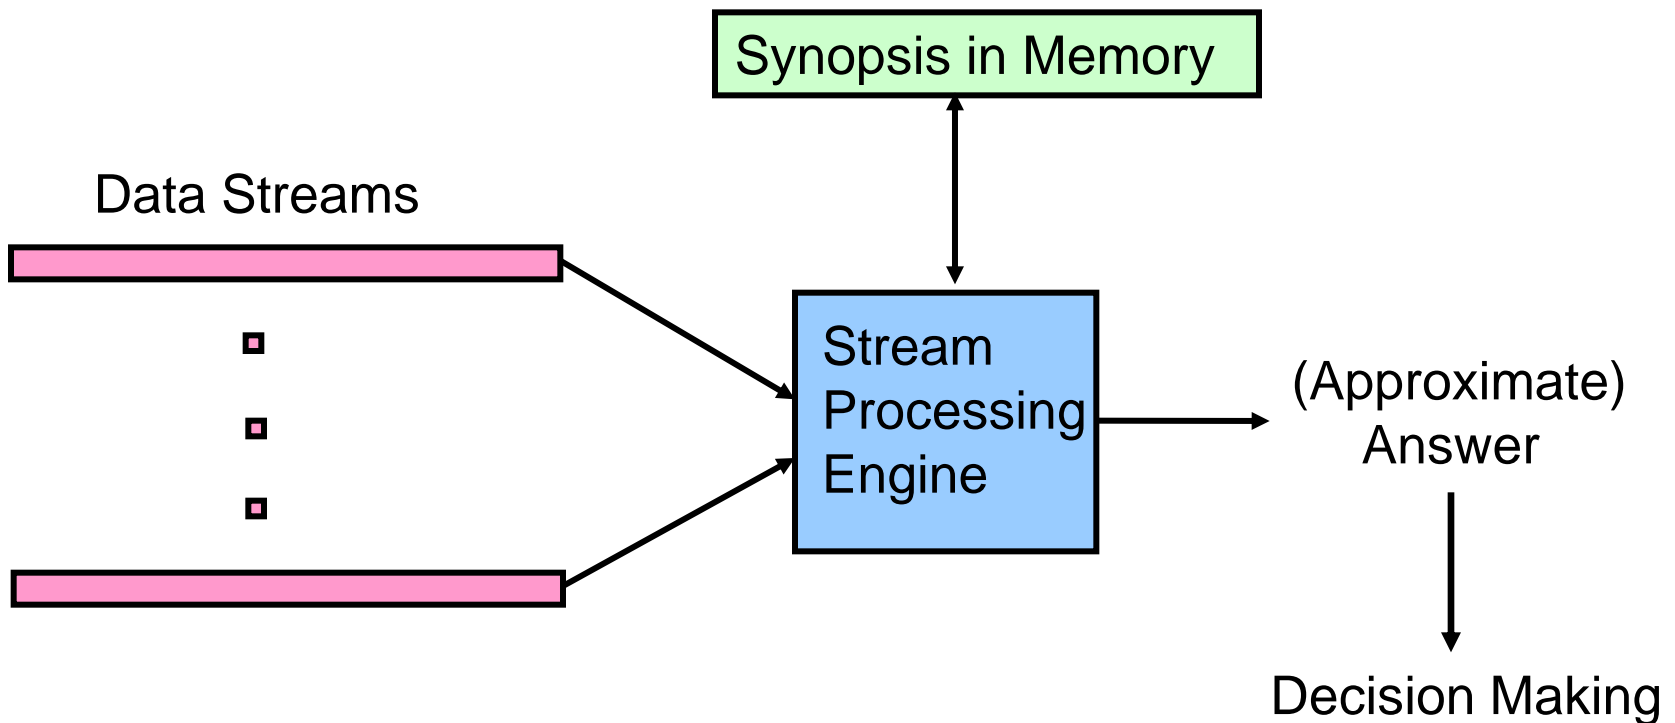 Synopsis in Memory
Data Streams
Stream
Processing
Engine
(Approximate)
Answer
Decision Making